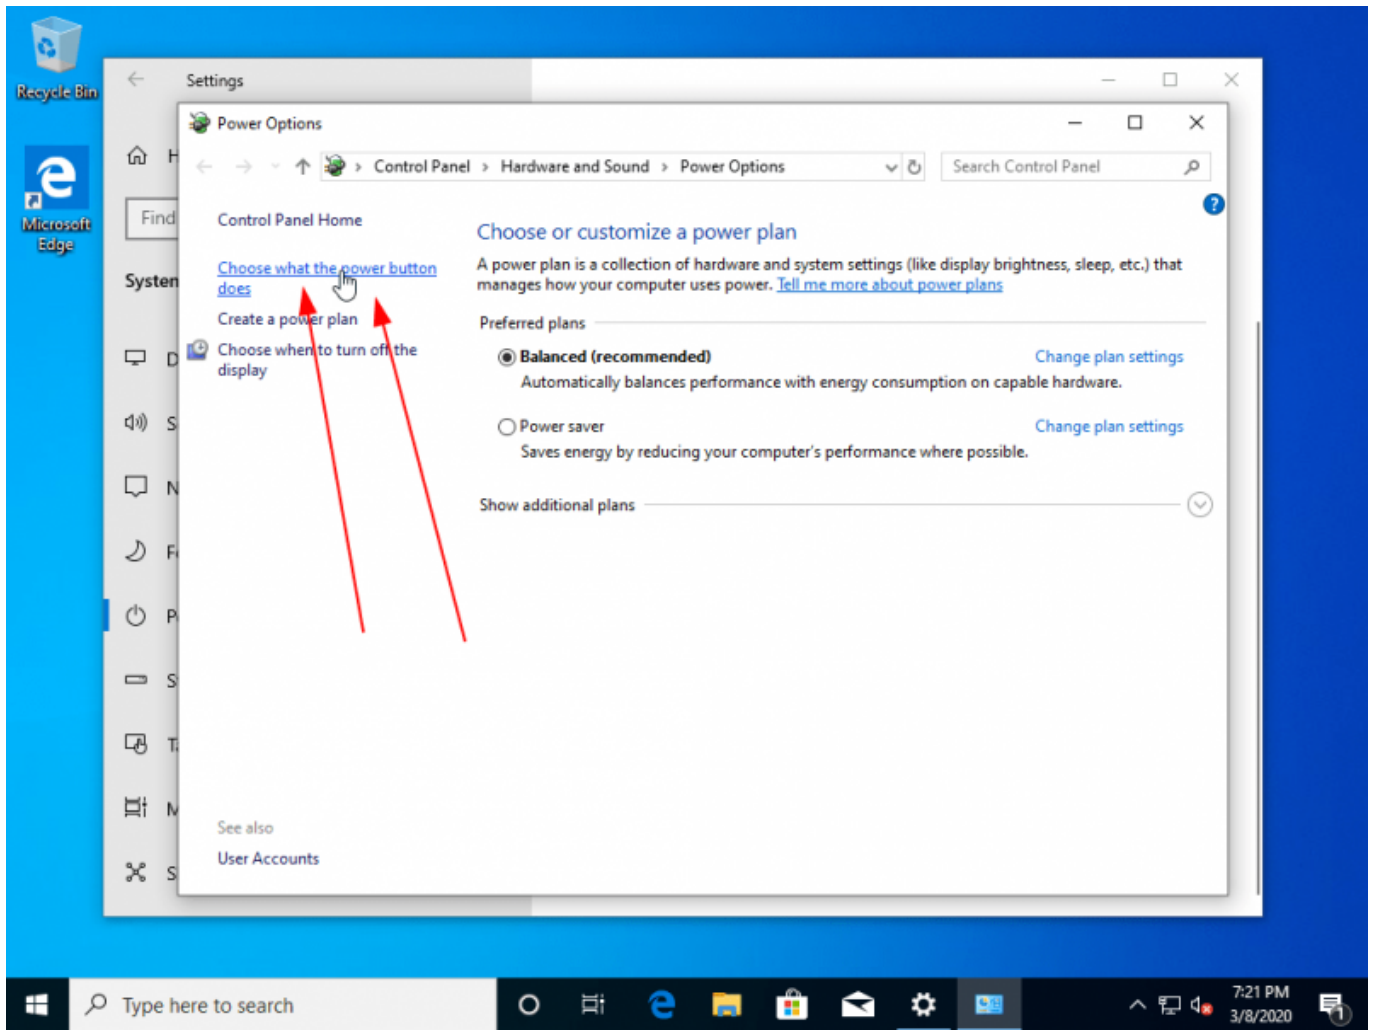 Recycle Bin
Microsoft
Edge
Settings
Find
Power Options
Control Panel > Hardware and Sound > Power Options
Search Control Panel
?
Control Panel Home
Choose what the power button
does
Create a power plan
Choose when to turn off the
display
Choose or customize a power plan
A power plan is a collection of hardware and system settings (like display brightness, sleep, etc.) that
manages how your computer uses power. Tell me more about power plans
Preferred plans
Balanced (recommended)
Change plan settings
Automatically balances performance with energy consumption on capable hardware.
Power saver
Change plan settings
Saves energy by reducing your computer's performance where possible.
Show additional plans
See also
User Accounts
Type here to search
7:21 PM
3/8/2020
1